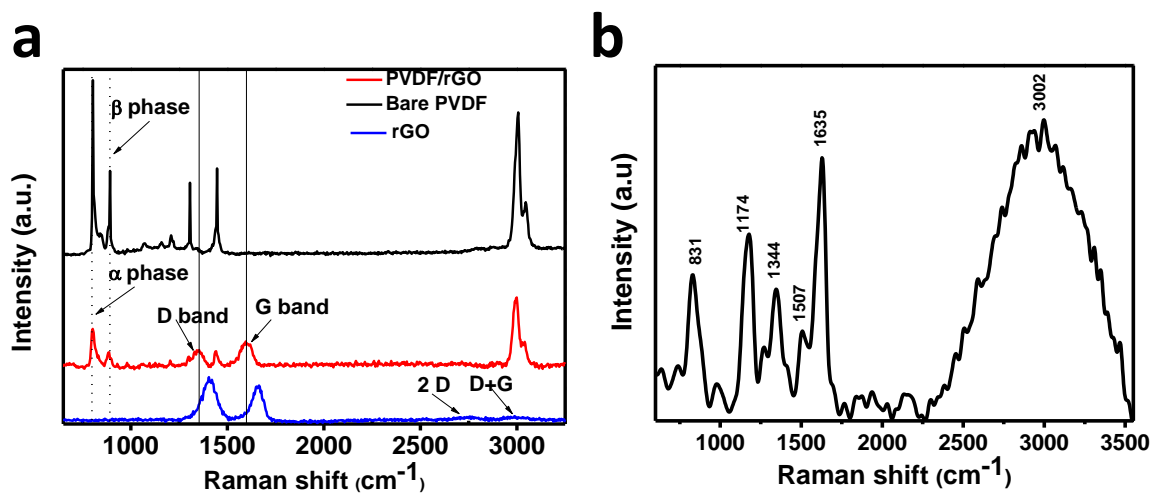 a
PVDF/rGO
Bare PVDF
rGO
β phase
α phase
D band
G band
2 D
D+G
Intensity (a.u.)
1000 1500 2000 2500 3000
Raman shift (cm-1)
b
831
1174
1344
1507
1635
3002
Intensity (a.u)
1000 1500 2000 2500 3000 3500
Raman shift (cm-1)